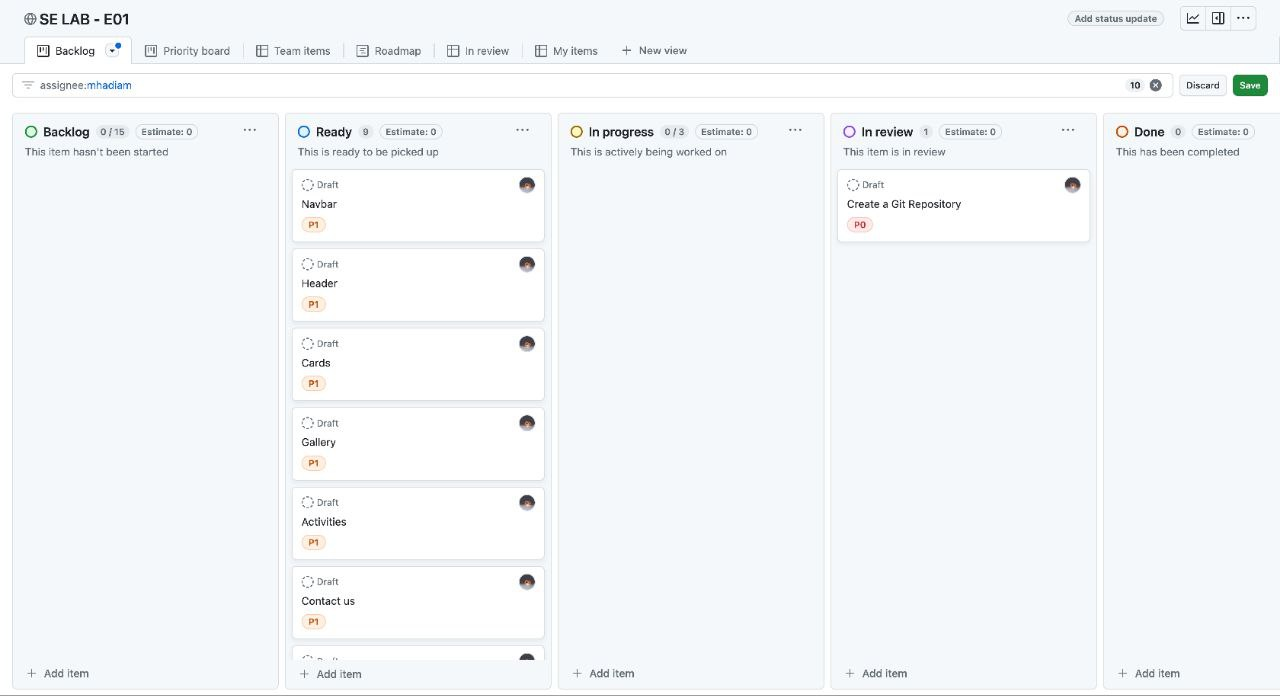 SE LAB - E01
Add status update
Backlog
Priority board
Team items
Roadmap
In review
My items
New view
assignee:mhadiam
10
Discard
Save
Backlog 0 / 15 Estimate: 0
This item hasn't been started
Add item
Ready 9 Estimate: 0
This is ready to be picked up
Draft
Navbar
P1
Draft
Header
P1
Draft
Cards
P1
Draft
Gallery
P1
Draft
Activities
P1
Draft
Contact us
P1
Add item
In progress 0 / 3 Estimate: 0
This is actively being worked on
Add item
In review 1 Estimate: 0
This item is in review
Draft
Create a Git Repository
P0
Add item
Done 0 Estimate: 0
This has been completed
Add item